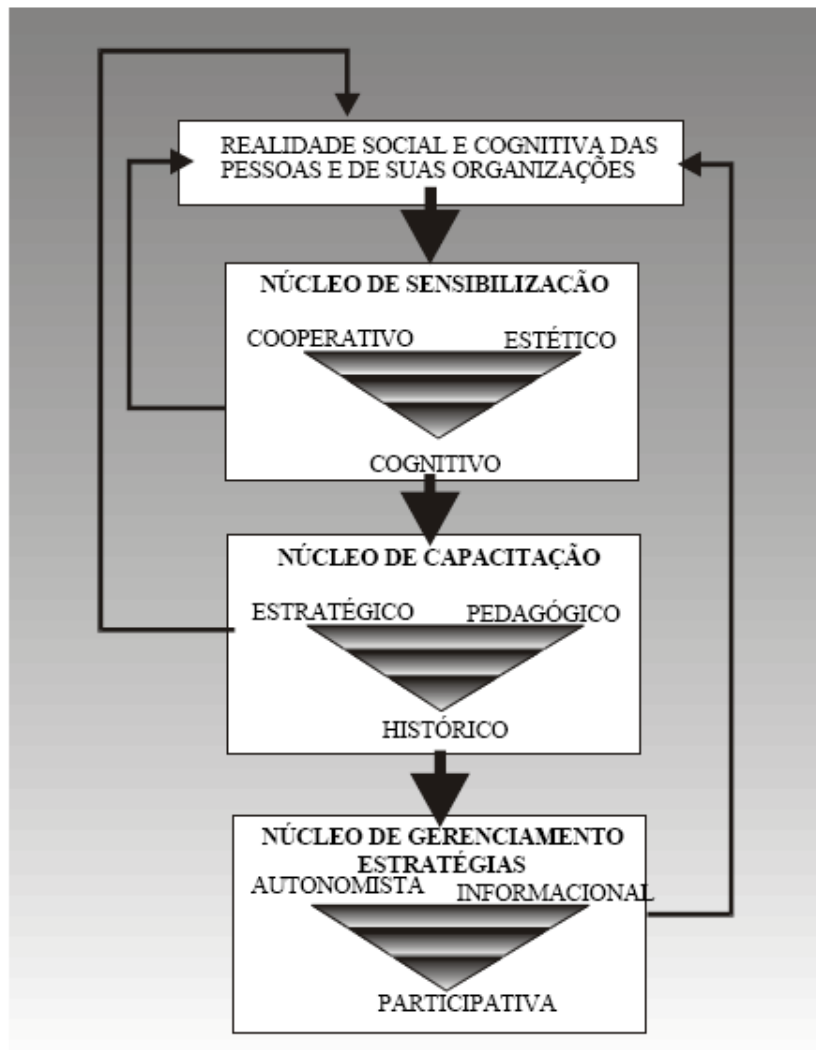 REALIDADE SOCIAL E COGNITIVA DAS
PESSOAS E DE SUAS ORGANIZAÇÕES
NÚCLEO DE SENSIBILIZAÇÃO
COOPERATIVO ESTÉTICO
COGNITIVO
NÚCLEO DE CAPACITAÇÃO
ESTRATÉGICO PEDAGÓGICO
HISTÓRICO
NÚCLEO DE GERENCIAMENTO
ESTRATÉGIAS
AUTONOMISTA INFORMACIONAL
PARTICIPATIVA